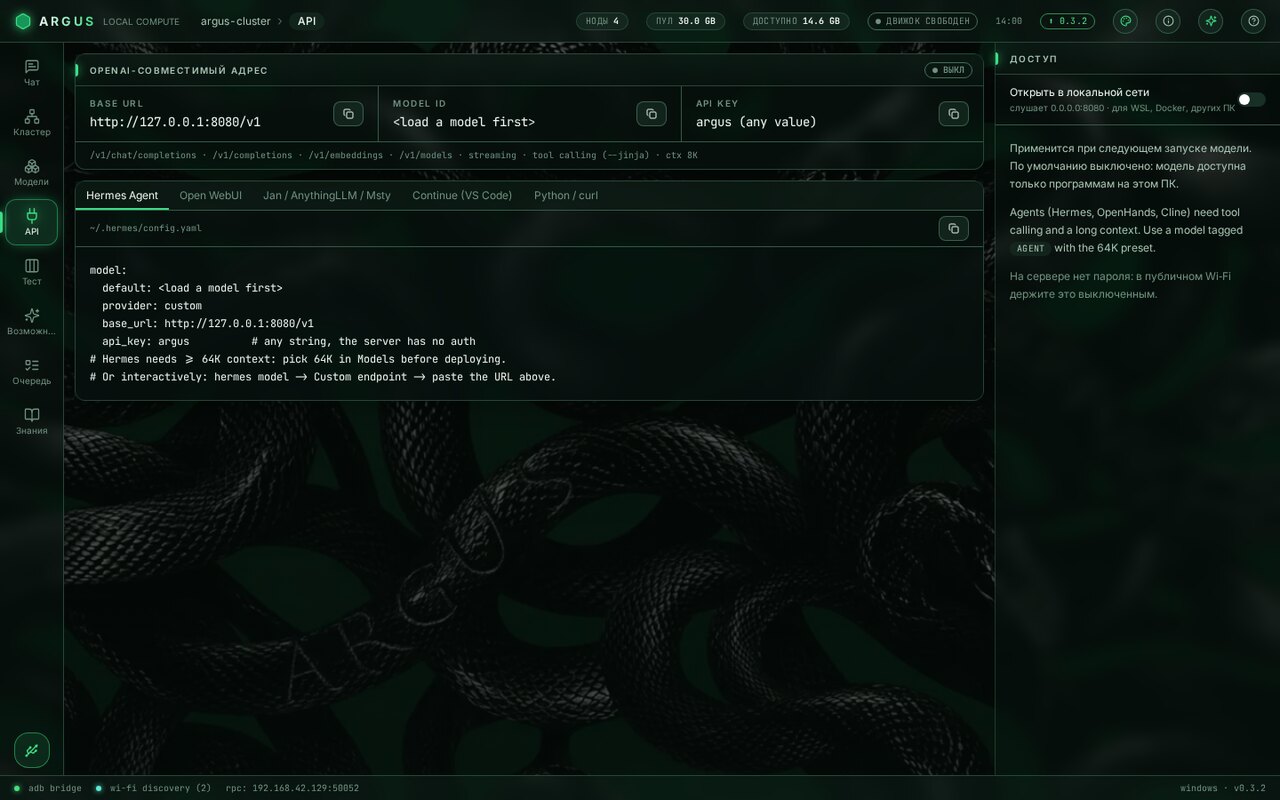 ARGUS LOCAL COMPUTE argus-cluster › API НОДЫ 4 ПУЛ 30.0 GB ДОСТУПНО 14.6 GB ДВИЖОК СВОБОДЕН 14:00 ↑ 0.3.2
Чат
Кластер
Модели
API
Тест
Возможн...
Очередь
Знания
OPENAI-СОВМЕСТИМЫЙ АДРЕС ВЫКЛ
BASE URL
http://127.0.0.1:8080/v1
MODEL ID
<load a model first>
API KEY
argus (any value)
/v1/chat/completions · /v1/completions · /v1/embeddings · /v1/models · streaming · tool calling (--jinja) · ctx 8K
Hermes Agent Open WebUI Jan / AnythingLLM / Msty Continue (VS Code) Python / curl
~/.hermes/config.yaml
model:
default: <load a model first>
provider: custom
base_url: http://127.0.0.1:8080/v1
api_key: argus # any string, the server has no auth
# Hermes needs ≥ 64K context: pick 64K in Models before deploying.
# Or interactively: hermes model → Custom endpoint → paste the URL above.
ДОСТУП
Открыть в локальной сети
слушает 0.0.0.0:8080 · для WSL, Docker, других ПК
Применится при следующем запуске модели.
По умолчанию выключено: модель доступна
только программам на этом ПК.
Agents (Hermes, OpenHands, Cline) need tool
calling and a long context. Use a model tagged
AGENT with the 64K preset.
На сервере нет пароля: в публичном Wi-Fi
держите это выключенным.
adb bridge wi-fi discovery (2) rpc: 192.168.42.129:50052 windows · v0.3.2